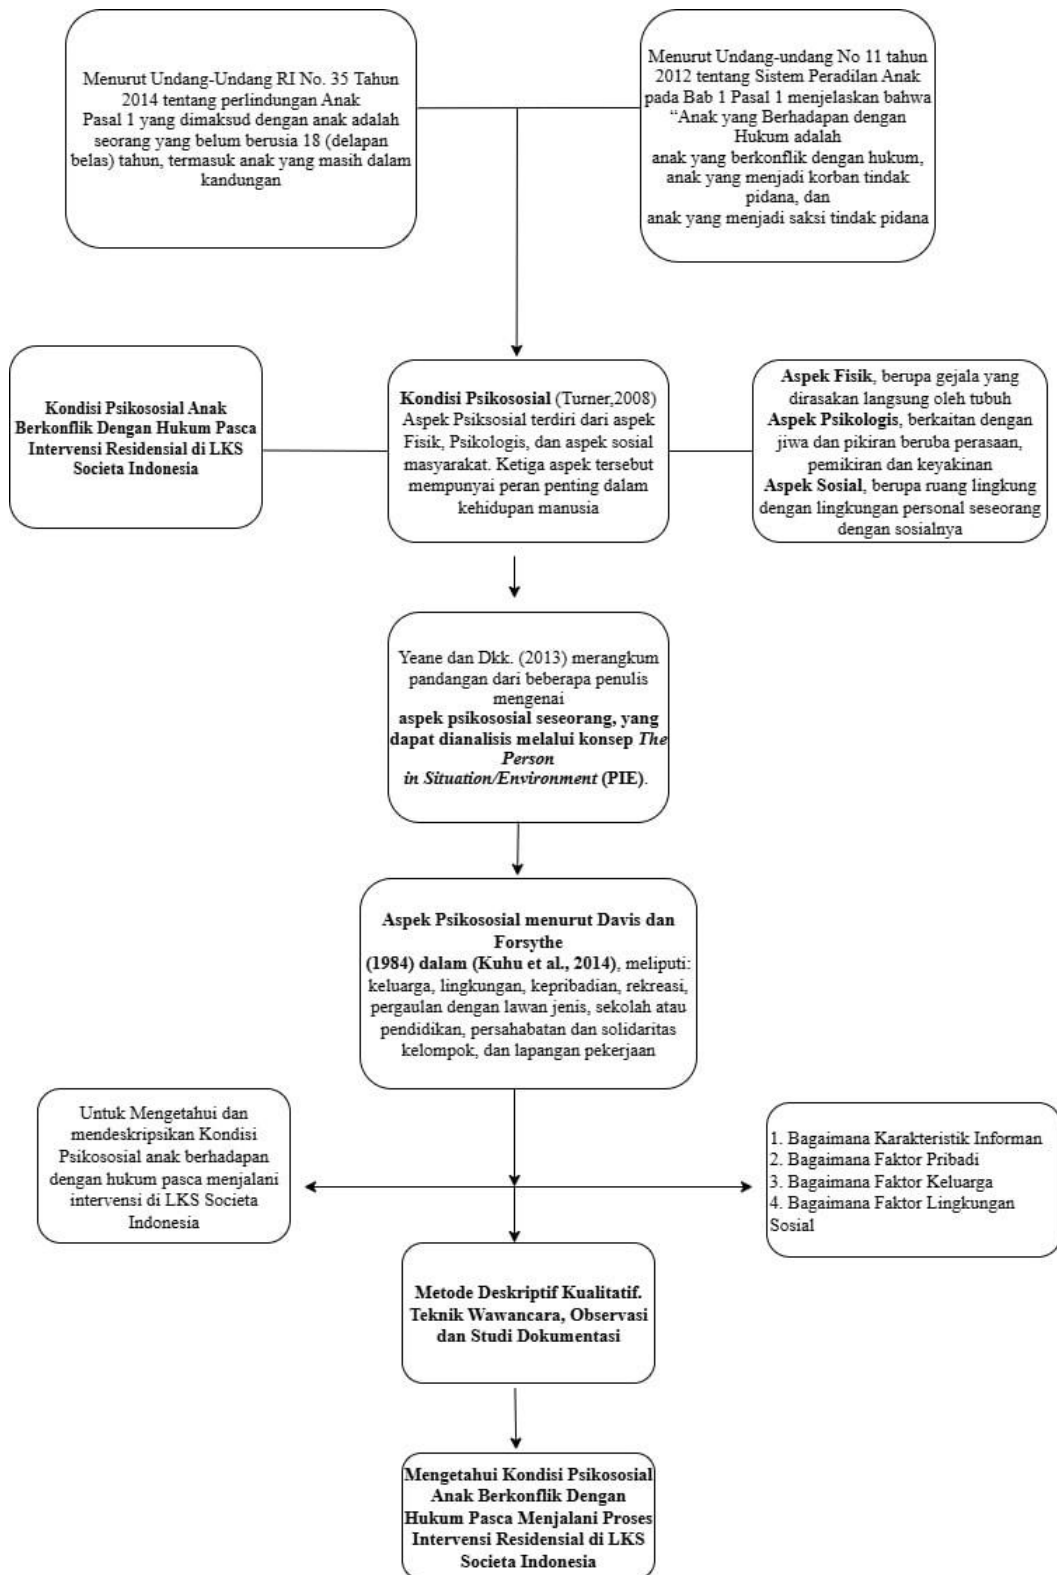 Menurut Undang-Undang RI No. 35 Tahun
2014 tentang perlindungan Anak
Pasal 1 yang dimaksud dengan anak adalah
seorang yang belum berusia 18 (delapan
belas) tahun, termasuk anak yang masih dalam
kandungan
Menurut Undang-undang No 11 tahun
2012 tentang Sistem Peradilan Anak
pada Bab 1 Pasal 1 menjelaskan bahwa
“Anak yang Berhadapan dengan
Hukum adalah
anak yang berkonflik dengan hukum,
anak yang menjadi korban tindak
pidana, dan
anak yang menjadi saksi tindak pidana
Kondisi Psikososial Anak
Berkonflik Dengan Hukum Pasca
Intervensi Residensial di LKS
Societa Indonesia
Kondisi Psikososial (Turner,2008)
Aspek Psiksosial terdiri dari aspek
Fisik, Psikologis, dan aspek sosial
masyarakat. Ketiga aspek tersebut
mempunyai peran penting dalam
kehidupan manusia
Aspek Fisik, berupa gejala yang
dirasakan langsung oleh tubuh
Aspek Psikologis, berkaitan dengan
jiwa dan pikiran beruba perasaan,
pemikiran dan keyakinan
Aspek Sosial, berupa ruang lingkung
dengan lingkungan personal seseorang
dengan sosialnya
Yeane dan Dkk. (2013) merangkum
pandangan dari beberapa penulis
mengenai
aspek psikososial seseorang, yang
dapat dianalisis melalui konsep The
Person
in Situation/Environment (PIE).
Aspek Psikososial menurut Davis dan
Forsythe
(1984) dalam (Kuhu et al., 2014), meliputi:
keluarga, lingkungan, kepribadian, rekreasi,
pergaulan dengan lawan jenis, sekolah atau
pendidikan, persahabatan dan solidaritas
kelompok, dan lapangan pekerjaan
Untuk Mengetahui dan
mendeskripsikan Kondisi
Psikososial anak berhadapan
dengan hukum pasca menjalani
intervensi di LKS Societa
Indonesia
1. Bagaimana Karakteristik Informan
2. Bagaimana Faktor Pribadi
3. Bagaimana Faktor Keluarga
4. Bagaimana Faktor Lingkungan
Sosial
Metode Deskriptif Kualitatif.
Teknik Wawancara, Observasi
dan Studi Dokumentasi
Mengetahui Kondisi Psikososial
Anak Berkonflik Dengan
Hukum Pasca Menjalani Proses
Intervensi Residensial di LKS
Societa Indonesia